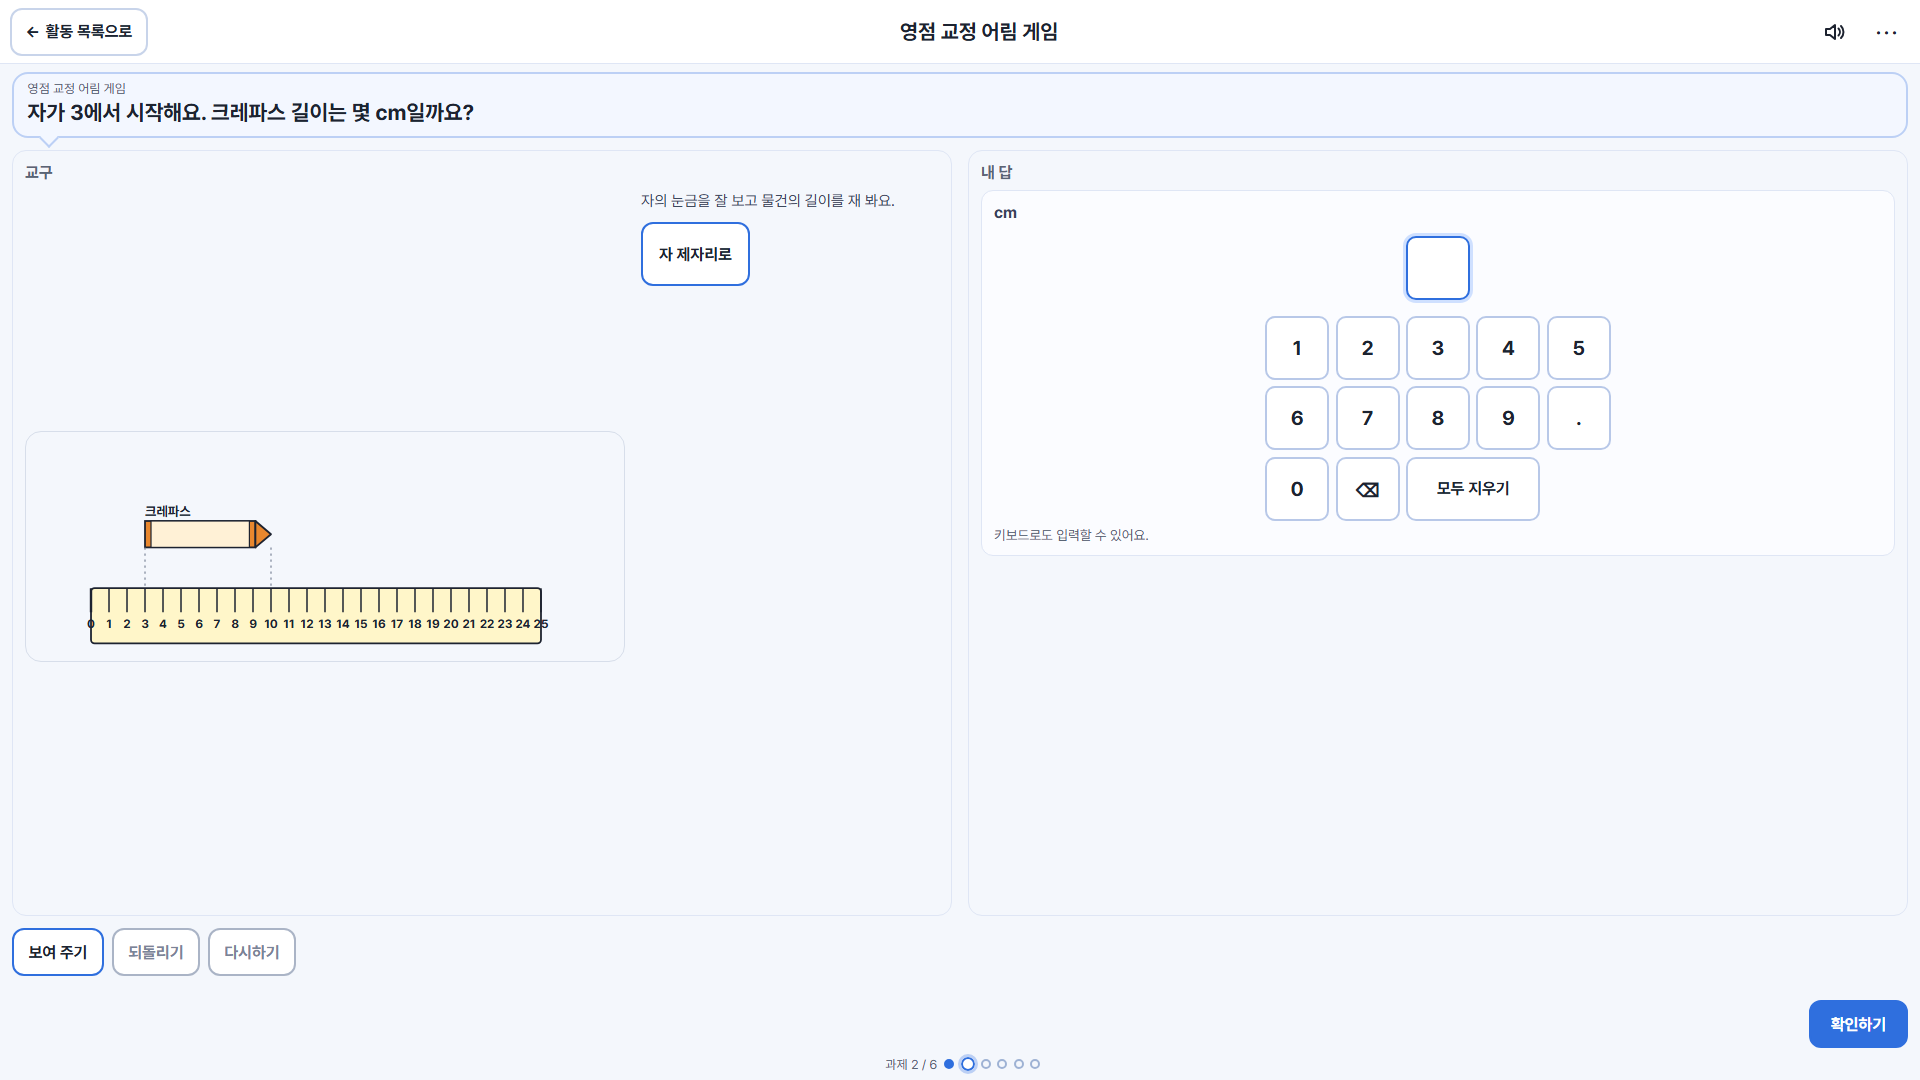 ← 활동 목록으로
영점 교정 어림 게임
영점 교정 어림 게임
자가 3에서 시작해요. 크레파스 길이는 몇 cm일까요?
교구
자의 눈금을 잘 보고 물건의 길이를 재 봐요.
자 제자리로
크레파스
0 1 2 3 4 5 6 7 8 9 10 11 12 13 14 15 16 17 18 19 20 21 22 23 24 25
내 답
cm
1 2 3 4 5
6 7 8 9 .
0 ⌫ 모두 지우기
키보드로도 입력할 수 있어요.
보여 주기 되돌리기 다시하기
확인하기
과제 2 / 6